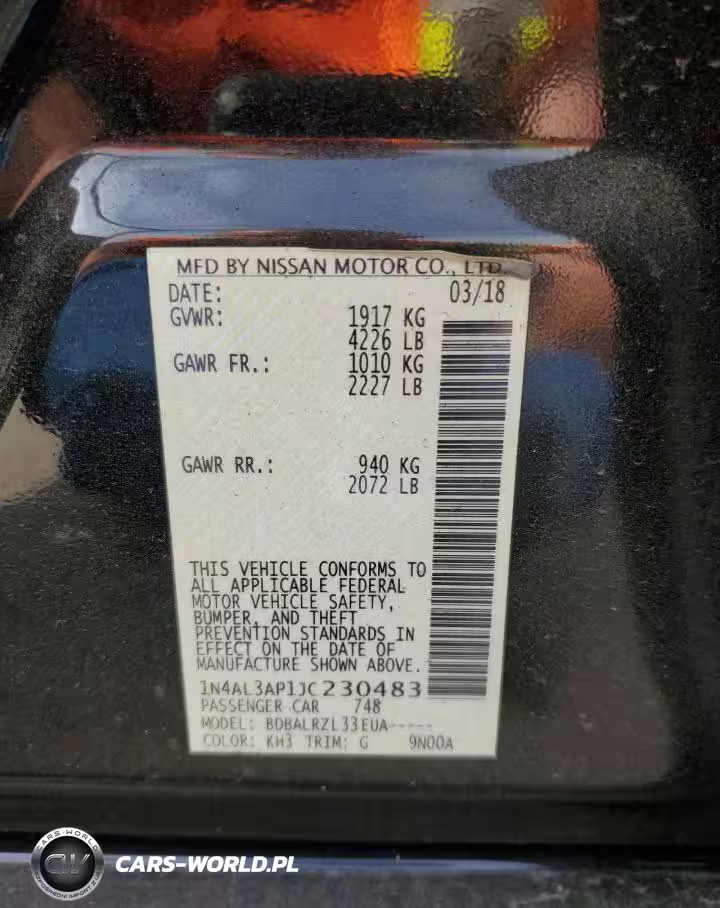 MFD BY NISSAN MOTOR CO., LTD
DATE: 03/18
GVWR: 1917 KG
4226 LB
GAWR FR.: 1010 KG
2227 LB
GAWR RR.: 940 KG
2072 LB
THIS VEHICLE CONFORMS TO
ALL APPLICABLE FEDERAL
MOTOR VEHICLE SAFETY,
BUMPER, AND THEFT
PREVENTION STANDARDS IN
EFFECT ON THE DATE OF
MANUFACTURE SHOWN ABOVE.
1N4AL3AP1JC230483
PASSENGER CAR 748
MODEL: BDBALRZL33EUA-----
COLOR: KH3 TRIM: G 9N00A
CARS-WORLD
CW
CARS-WORLD.PL